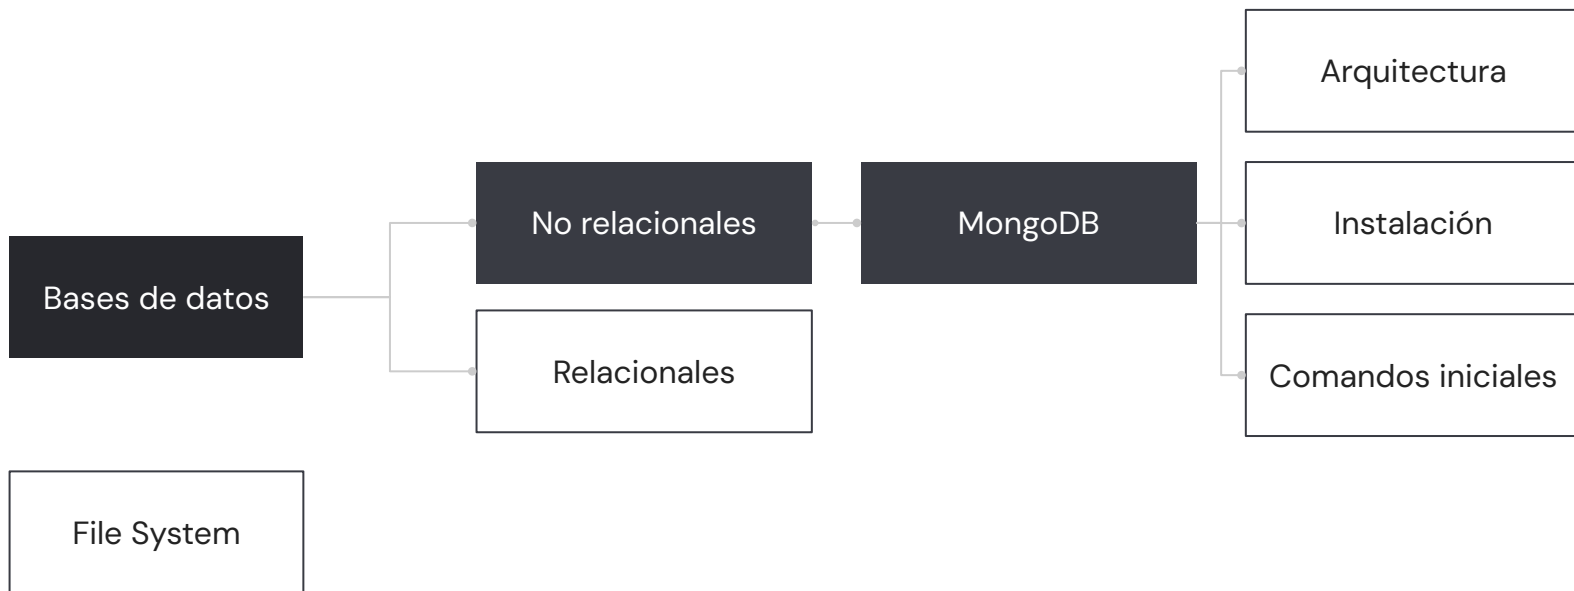 Bases de datos
No relacionales
Relacionales
MongoDB
Arquitectura
Instalación
Comandos iniciales
File System